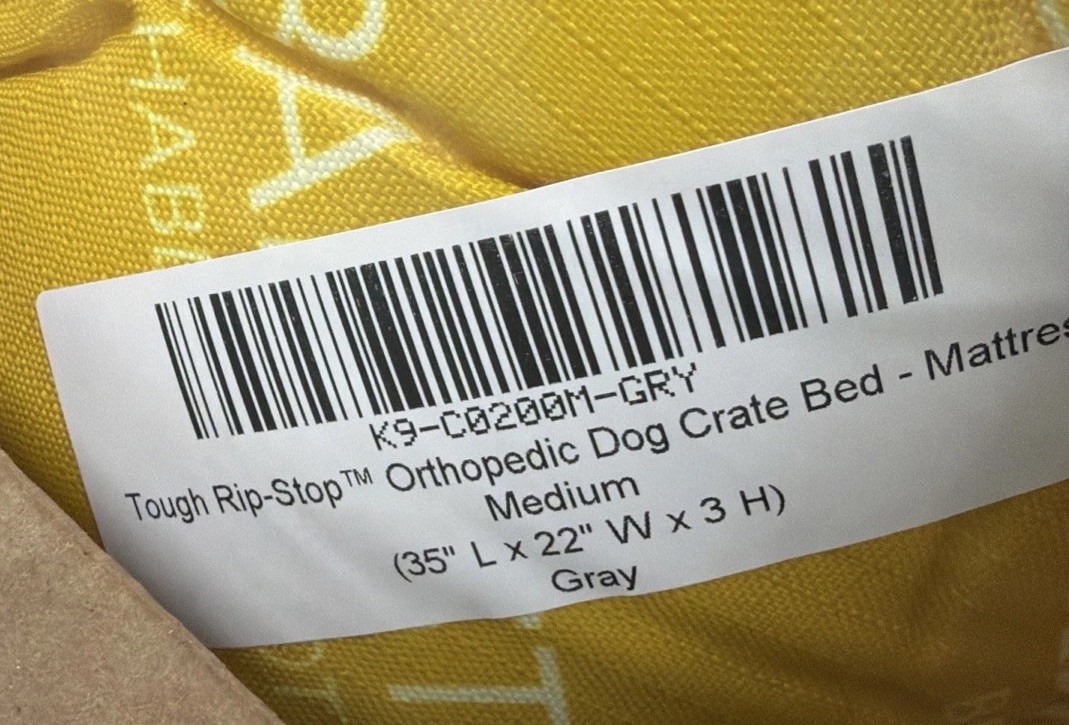 K9-C0200M-GRY
Tough Rip-Stop™ Orthopedic Dog Crate Bed - Mattres
Medium
(35" L x 22" W x 3 H)
Gray